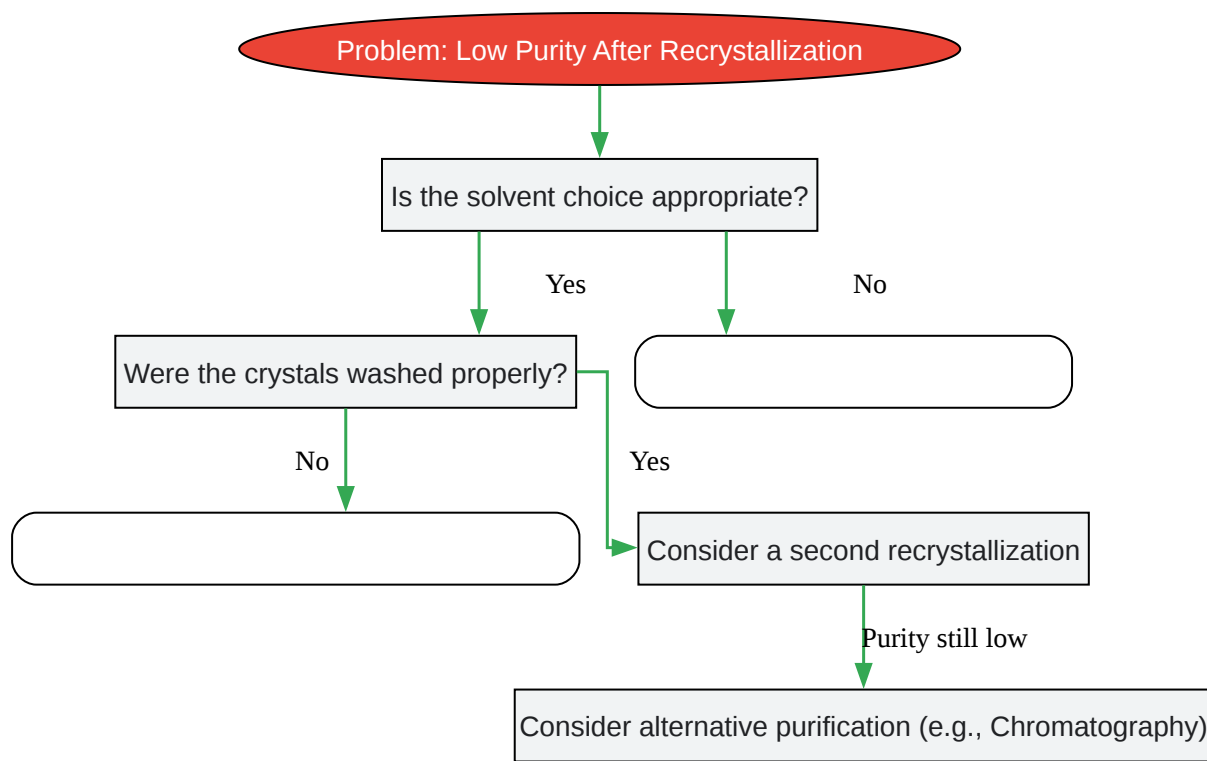 Problem: Low Purity After Recrystallization
Is the solvent choice appropriate?
Yes
No
Were the crystals washed properly?
No
Yes
Consider a second recrystallization
Purity still low
Consider alternative purification (e.g., Chromatography)